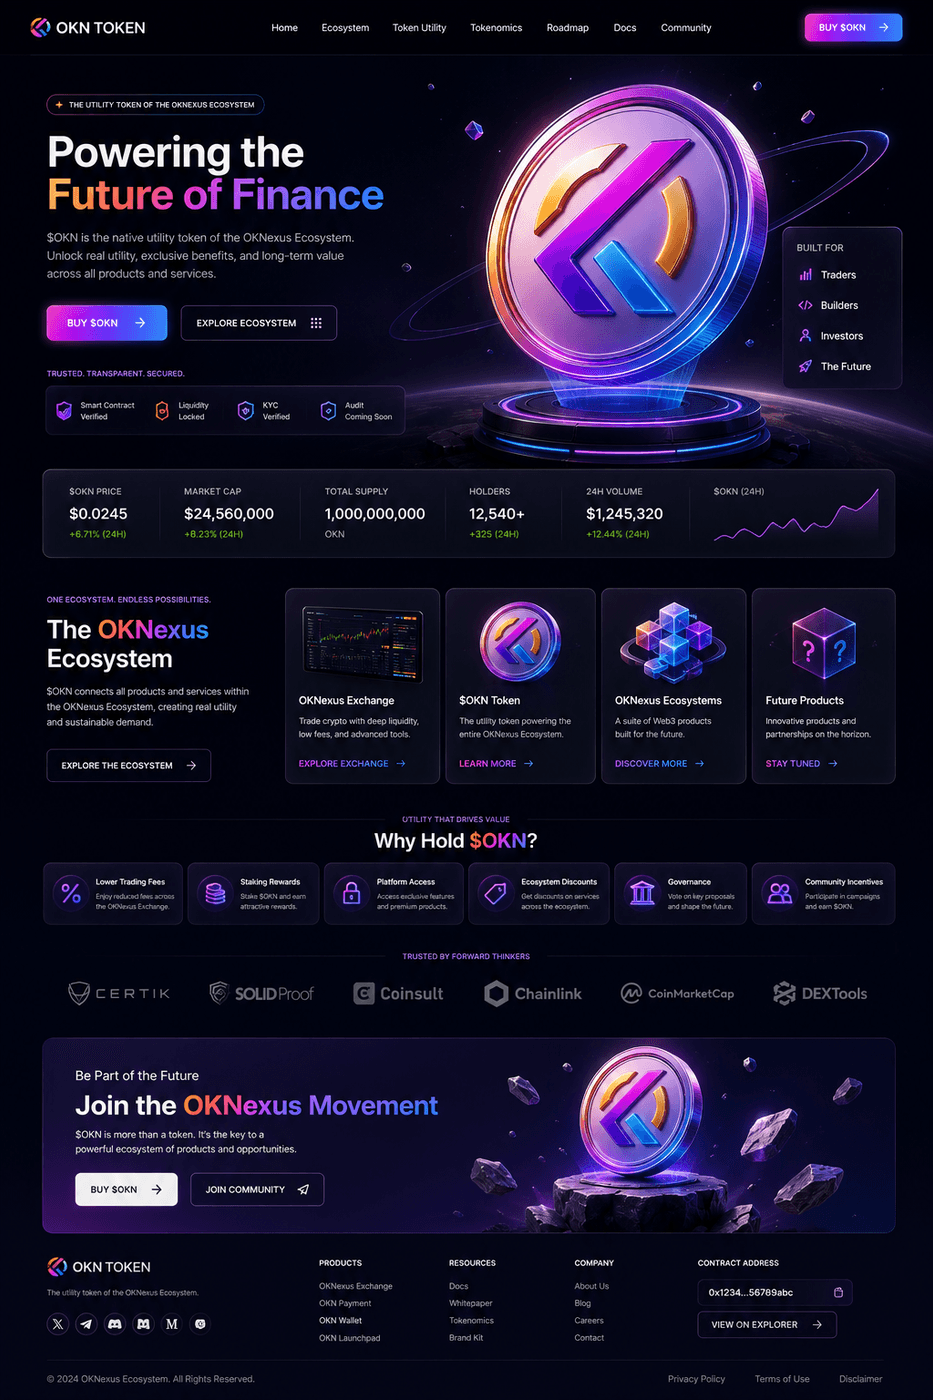 OKN TOKEN
Home
Ecosystem
Token Utility
Tokenomics
Roadmap
Docs
Community
BUY $OKN
THE UTILITY TOKEN OF THE OKNEXUS ECOSYSTEM
Powering the
Future of Finance
$OKN is the native utility token of the OKNexus Ecosystem.
Unlock real utility, exclusive benefits, and long-term value
across all products and services.
BUY $OKN
EXPLORE ECOSYSTEM
BUILT FOR
Traders
Builders
Investors
The Future
TRUSTED. TRANSPARENT. SECURED.
Smart Contract
Verified
Liquidity
Locked
KYC
Verified
Audit
Coming Soon
$OKN PRICE
$0.0245
+6.71% (24H)
MARKET CAP
$24,560,000
+8.23% (24H)
TOTAL SUPPLY
1,000,000,000
OKN
HOLDERS
12,540+
+325 (24H)
24H VOLUME
$1,245,320
+12.44% (24H)
$OKN (24H)
ONE ECOSYSTEM. ENDLESS POSSIBILITIES.
The OKNexus
Ecosystem
$OKN connects all products and services within
the OKNexus Ecosystem, creating real utility
and sustainable demand.
EXPLORE THE ECOSYSTEM
OKNexus Exchange
Trade crypto with deep liquidity,
low fees, and advanced tools.
EXPLORE EXCHANGE
$OKN Token
The utility token powering the
entire OKNexus Ecosystem.
LEARN MORE
OKNexus Ecosystems
A suite of Web3 products
built for the future.
DISCOVER MORE
? ?
Future Products
Innovative products and
partnerships on the horizon.
STAY TUNED
UTILITY THAT DRIVES VALUE
Why Hold $OKN?
Lower Trading Fees
Enjoy reduced fees across
the OKNexus Exchange.
Staking Rewards
Stake $OKN and earn
attractive rewards.
Platform Access
Access exclusive features
and premium products.
Ecosystem Discounts
Get discounts on services
across the ecosystem.
Governance
Vote on key proposals
and shape the future.
Community Incentives
Participate in campaigns
and earn $OKN.
TRUSTED BY FORWARD THINKERS
CERTIK
SOLIDProof
Coinsult
Chainlink
CoinMarketCap
DEXTools
Be Part of the Future
Join the OKNexus Movement
$OKN is more than a token. It's the key to a
powerful ecosystem of products and opportunities.
BUY $OKN
JOIN COMMUNITY
OKN TOKEN
The utility token of the OKNexus Ecosystem.
PRODUCTS
OKNexus Exchange
OKN Payment
OKN Wallet
OKN Launchpad
RESOURCES
Docs
Whitepaper
Tokenomics
Brand Kit
COMPANY
About Us
Blog
Careers
Contact
CONTRACT ADDRESS
0x1234...56789abc
VIEW ON EXPLORER
© 2024 OKNexus Ecosystem. All Rights Reserved.
Privacy Policy
Terms of Use
Disclaimer